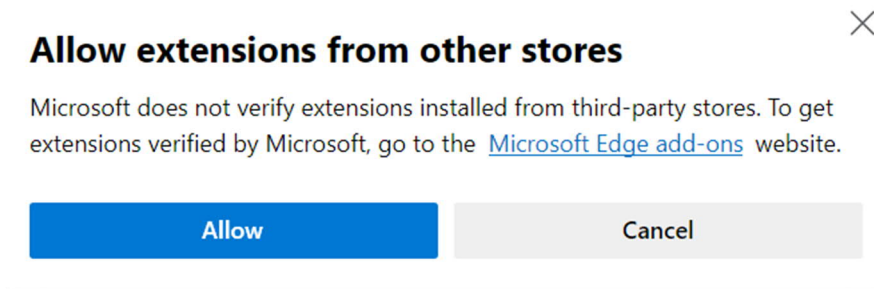 Allow extensions from other stores
Microsoft does not verify extensions installed from third-party stores. To get
extensions verified by Microsoft, go to the Microsoft Edge add-ons website.
Allow
Cancel